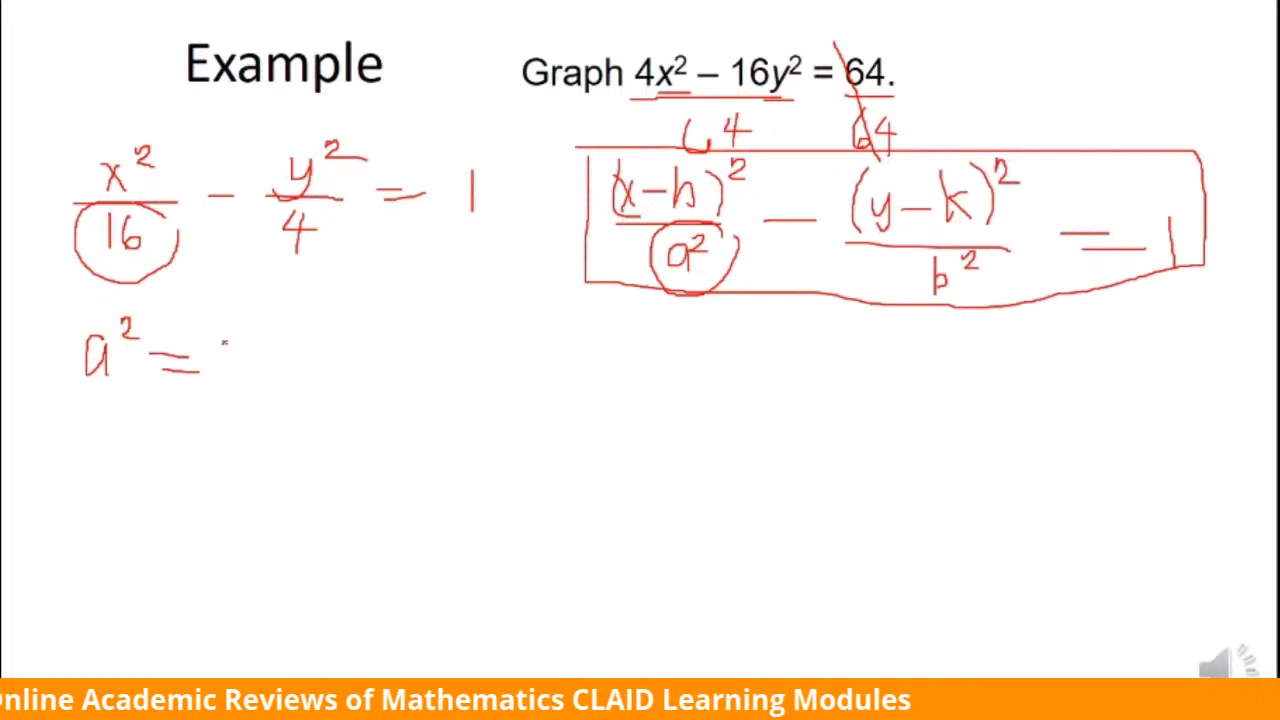 Example
Graph 4x² – 16y² = 64.
64 64
x²/16 - y²/4 = 1
(x-h)²/a² - (y-k)²/b² = 1
a² =
Online Academic Reviews of Mathematics CLAID Learning Modules